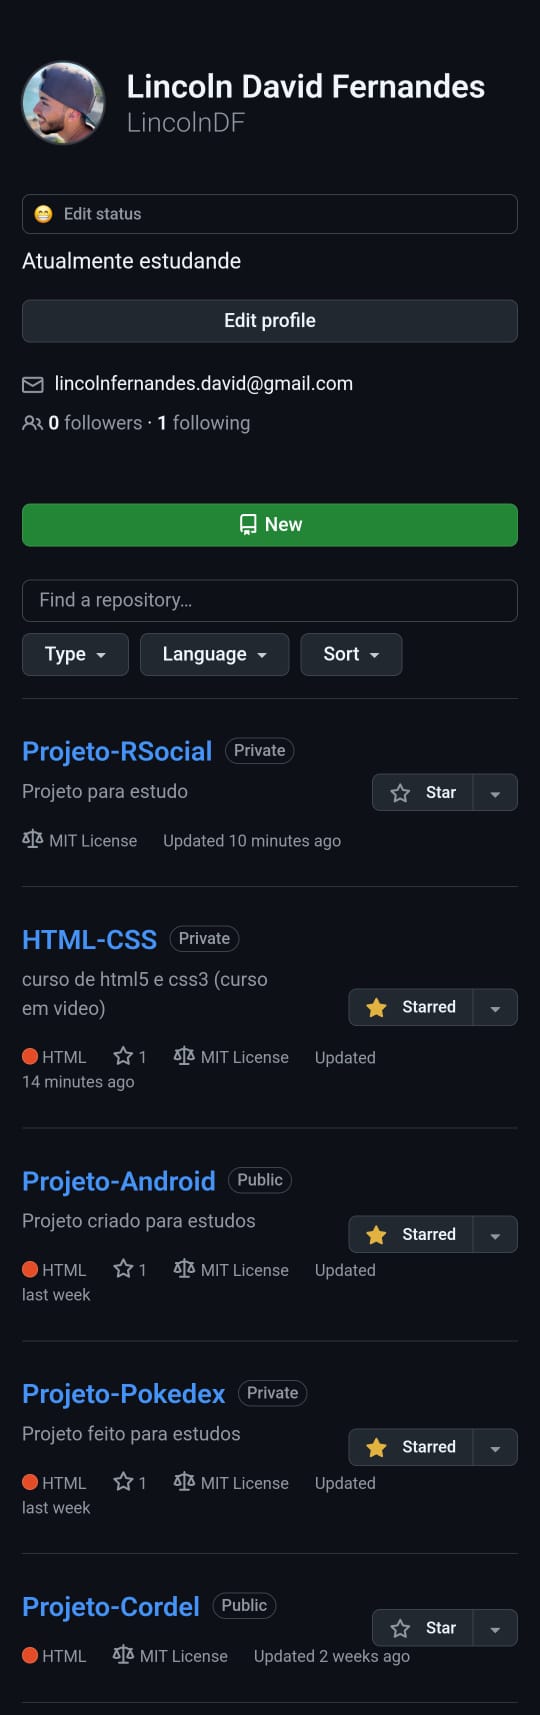 Lincoln David Fernandes
LincolnDF
Edit status
Atualmente estudande
Edit profile
lincolnfernandes.david@gmail.com
0 followers · 1 following
New
Find a repository...
Type
Language
Sort
Projeto-RSocial Private
Projeto para estudo
Star
MIT License Updated 10 minutes ago
HTML-CSS Private
curso de html5 e css3 (curso
em video)
Starred
HTML 1 MIT License Updated
14 minutes ago
Projeto-Android Public
Projeto criado para estudos
Starred
HTML 1 MIT License Updated
last week
Projeto-Pokedex Private
Projeto feito para estudos
Starred
HTML 1 MIT License Updated
last week
Projeto-Cordel Public
Star
HTML MIT License Updated 2 weeks ago